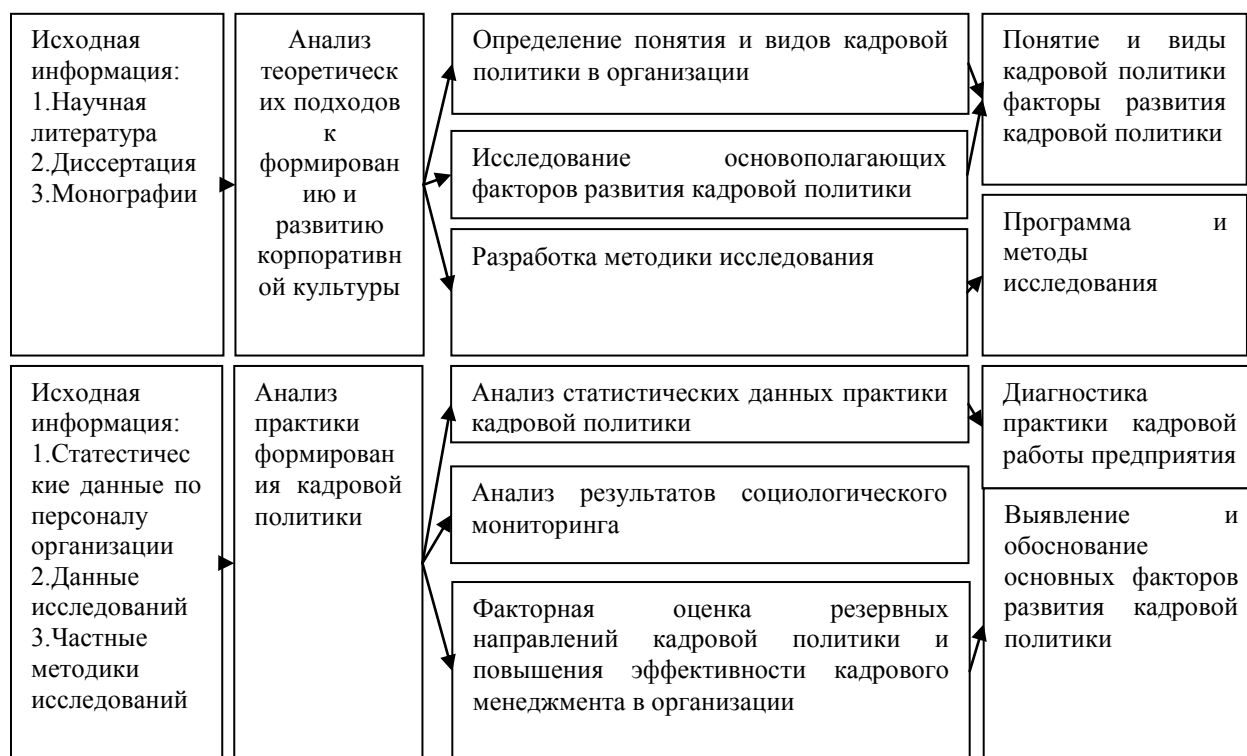 Исходная
информация:
1.Научная
литература
2.Диссертация
3.Монографии
Анализ
теоретическ
их подходов
к
формирован
ию и
развитию
корпоративн
ой культуры
Определение понятия и видов кадровой
политики в организации
Исследование основополагающих
факторов развития кадровой политики
Разработка методики исследования
Понятие и виды
кадровой политики
факторы развития
кадровой политики
Программа и
методы
исследования
Исходная
информация:
1.Статестичес
кие данные по
персоналу
организации
2.Данные
исследований
3.Частные
методики
исследований
Анализ
практики
формирован
ия кадровой
политики
Анализ статистических данных практики
кадровой политики
Анализ результатов социологического
мониторинга
Факторная оценка резервных
направлений кадровой политики и
повышения эффективности кадрового
менеджмента в организации
Диагностика
практики кадровой
работы предприятия
Выявление и
обоснование
основных факторов
развития кадровой
политики